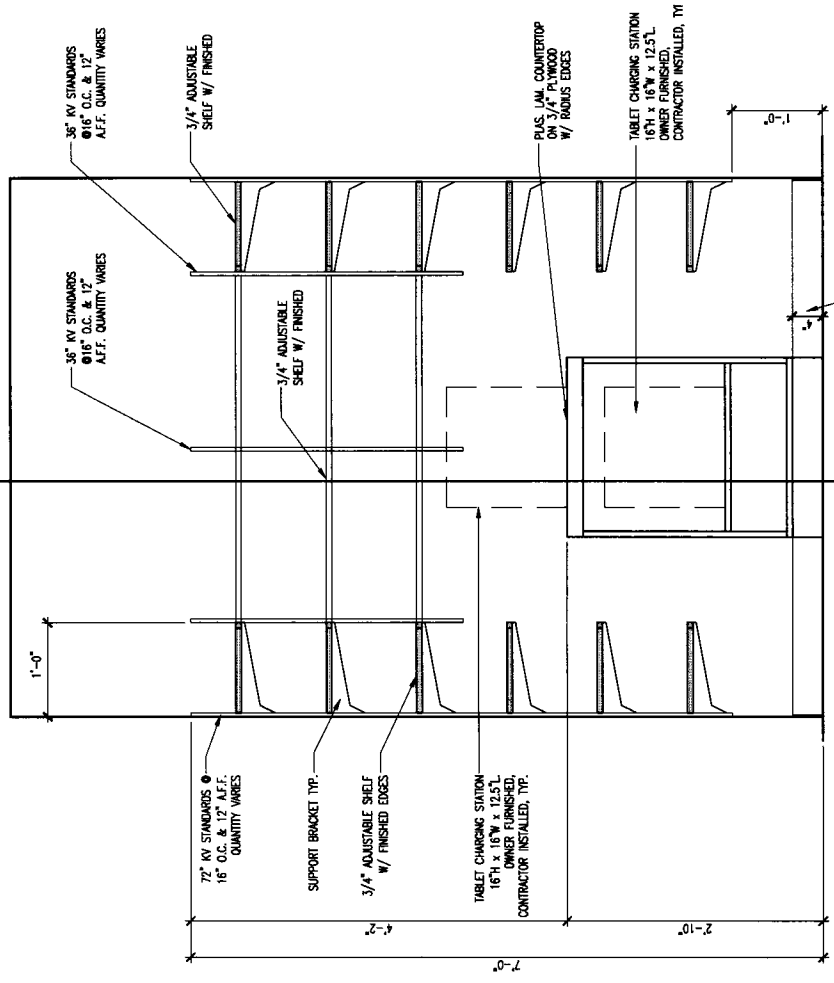 36" KV STANDARDS
@16" O.C. & 12"
A.F.F. QUANTITY VARIES
3/4" ADJUSTABLE
SHELF W/ FINISHED
36" KV STANDARDS
@16" O.C. & 12"
A.F.F. QUANTITY VARIES
3/4" ADJUSTABLE
SHELF W/ FINISHED
PLAS. LAM. COUNTERTOP
ON 3/4" PLYWOOD
W/ RADIUS EDGES
TABLET CHARGING STATION
16"H x 16"W x 12.5"L
OWNER FURNISHED,
CONTRACTOR INSTALLED, TY
1'-0"
4"
1'-0"
72" KV STANDARDS @
16" O.C. & 12" A.F.F.
QUANTITY VARIES
SUPPORT BRACKET TYP.
3/4" ADJUSTABLE SHELF
W/ FINISHED EDGES
TABLET CHARGING STATION
16"H x 16"W x 12.5"L
OWNER FURNISHED,
CONTRACTOR INSTALLED, TYP.
4'-2"
2'-10"
7'-0"